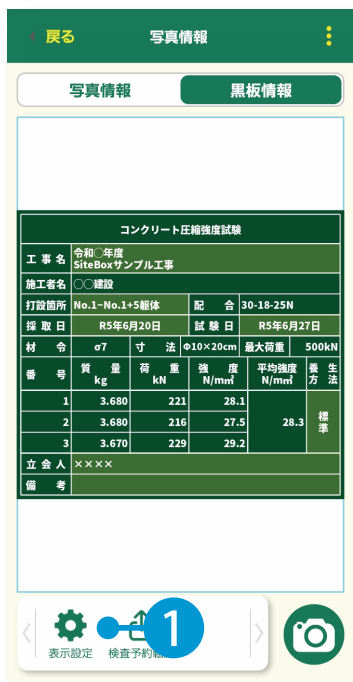 戻る 写真情報
写真情報 黒板情報
コンクリート圧縮強度試験
工事名 令和○年度
SiteBoxサンプル工事
施工者名 ○○建設
打設箇所 No.1~No.1+5躯体 配合 30-18-25N
採取日 R5年6月20日 試験日 R5年6月27日
材令 σ7 寸法 Φ10×20cm 最大荷重 500kN
番号 質量 荷重 強度 平均強度 養生
kg kN N/mm² N/mm² 方法
1 3.680 221 28.1
2 3.680 216 27.5 28.3 標準
3 3.670 229 29.2
立会人 ××××
備考
1
表示設定 検査予約